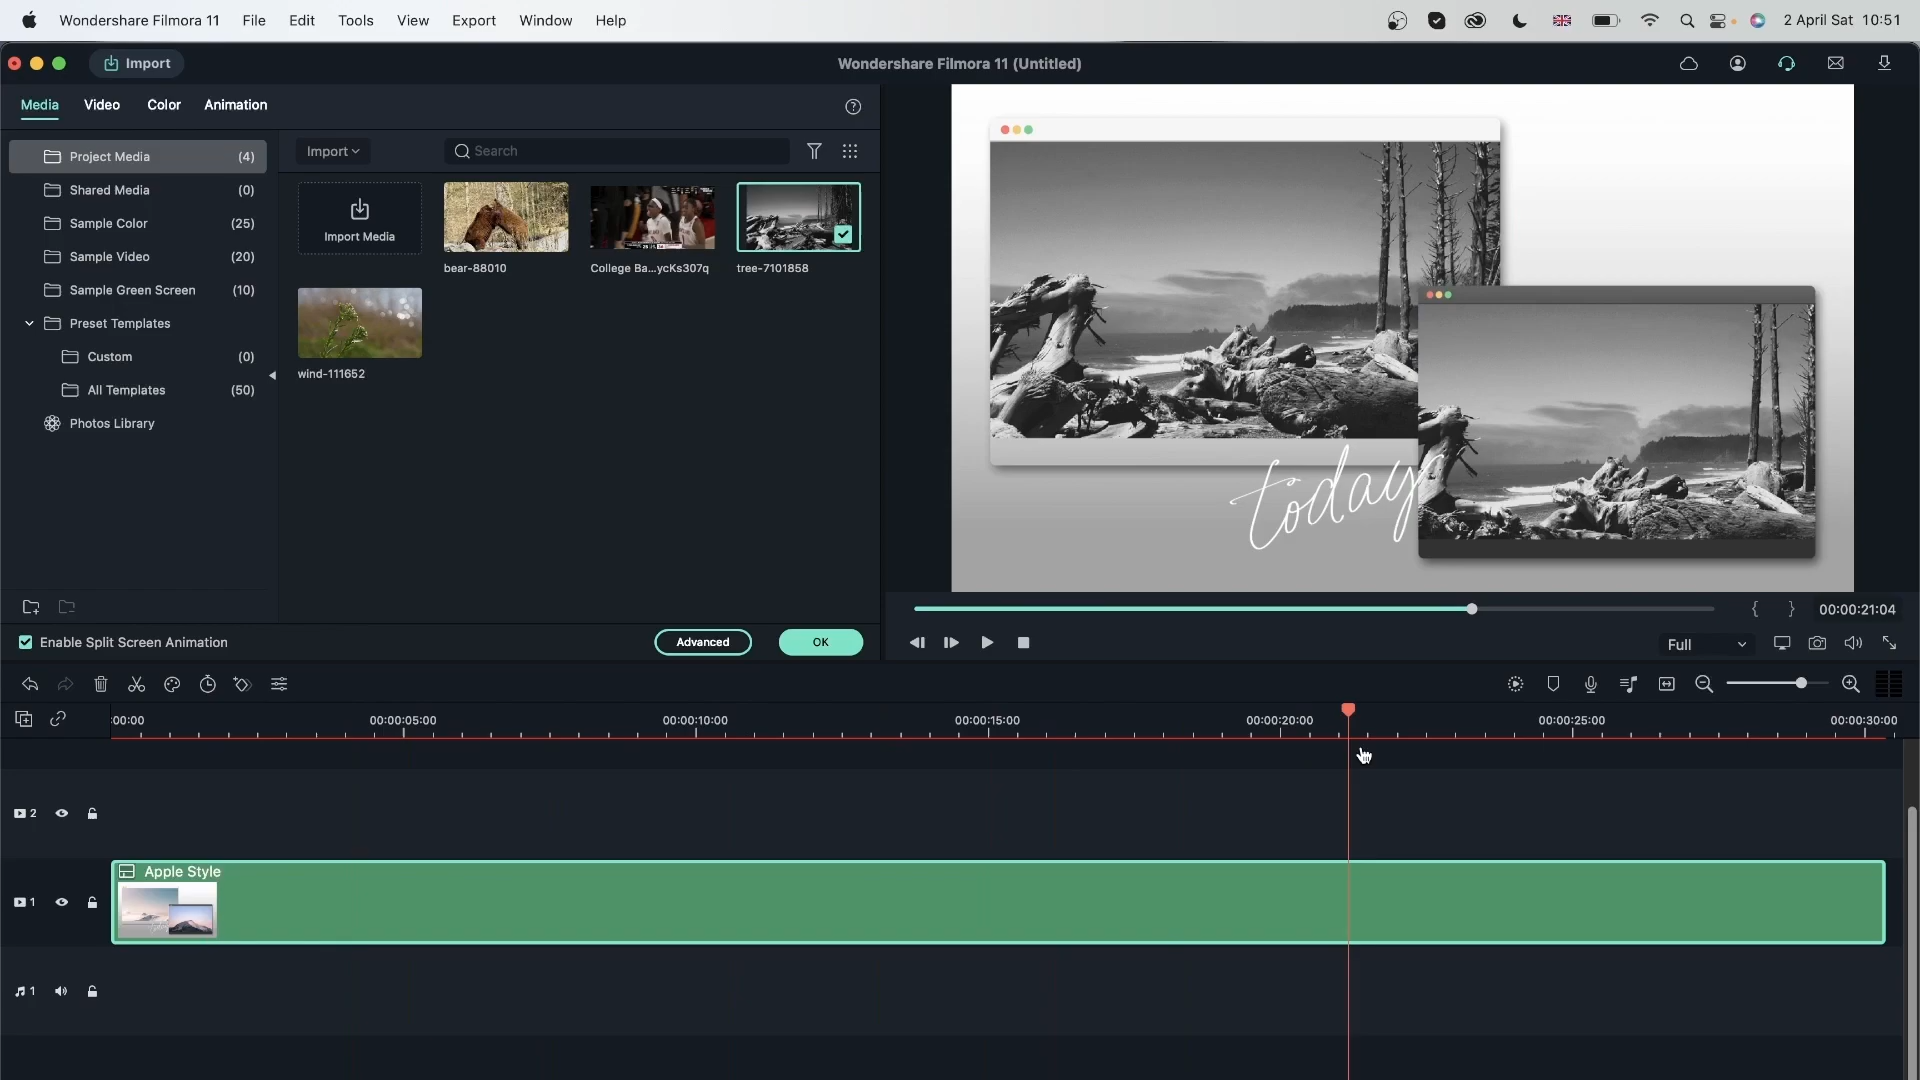 Wondershare Filmora 11 File Edit Tools View Export Window Help 2 April Sat 10:51
Import Wondershare Filmora 11 (Untitled)
Media Video Color Animation
Project Media (4)
Shared Media (0)
Sample Color (25)
Sample Video (20)
Sample Green Screen (10)
Preset Templates
Custom (0)
All Templates (50)
Photos Library
Import Search
Import Media
bear-88010
College Ba...ycKs307q
tree-7101858
wind-111652
today
Enable Split Screen Animation Advanced OK
{ } 00:00:21:04
Full
:00:00 00:00:05:00 00:00:10:00 00:00:15:00 00:00:20:00 00:00:25:00 00:00:30:00
2
Apple Style
1
1